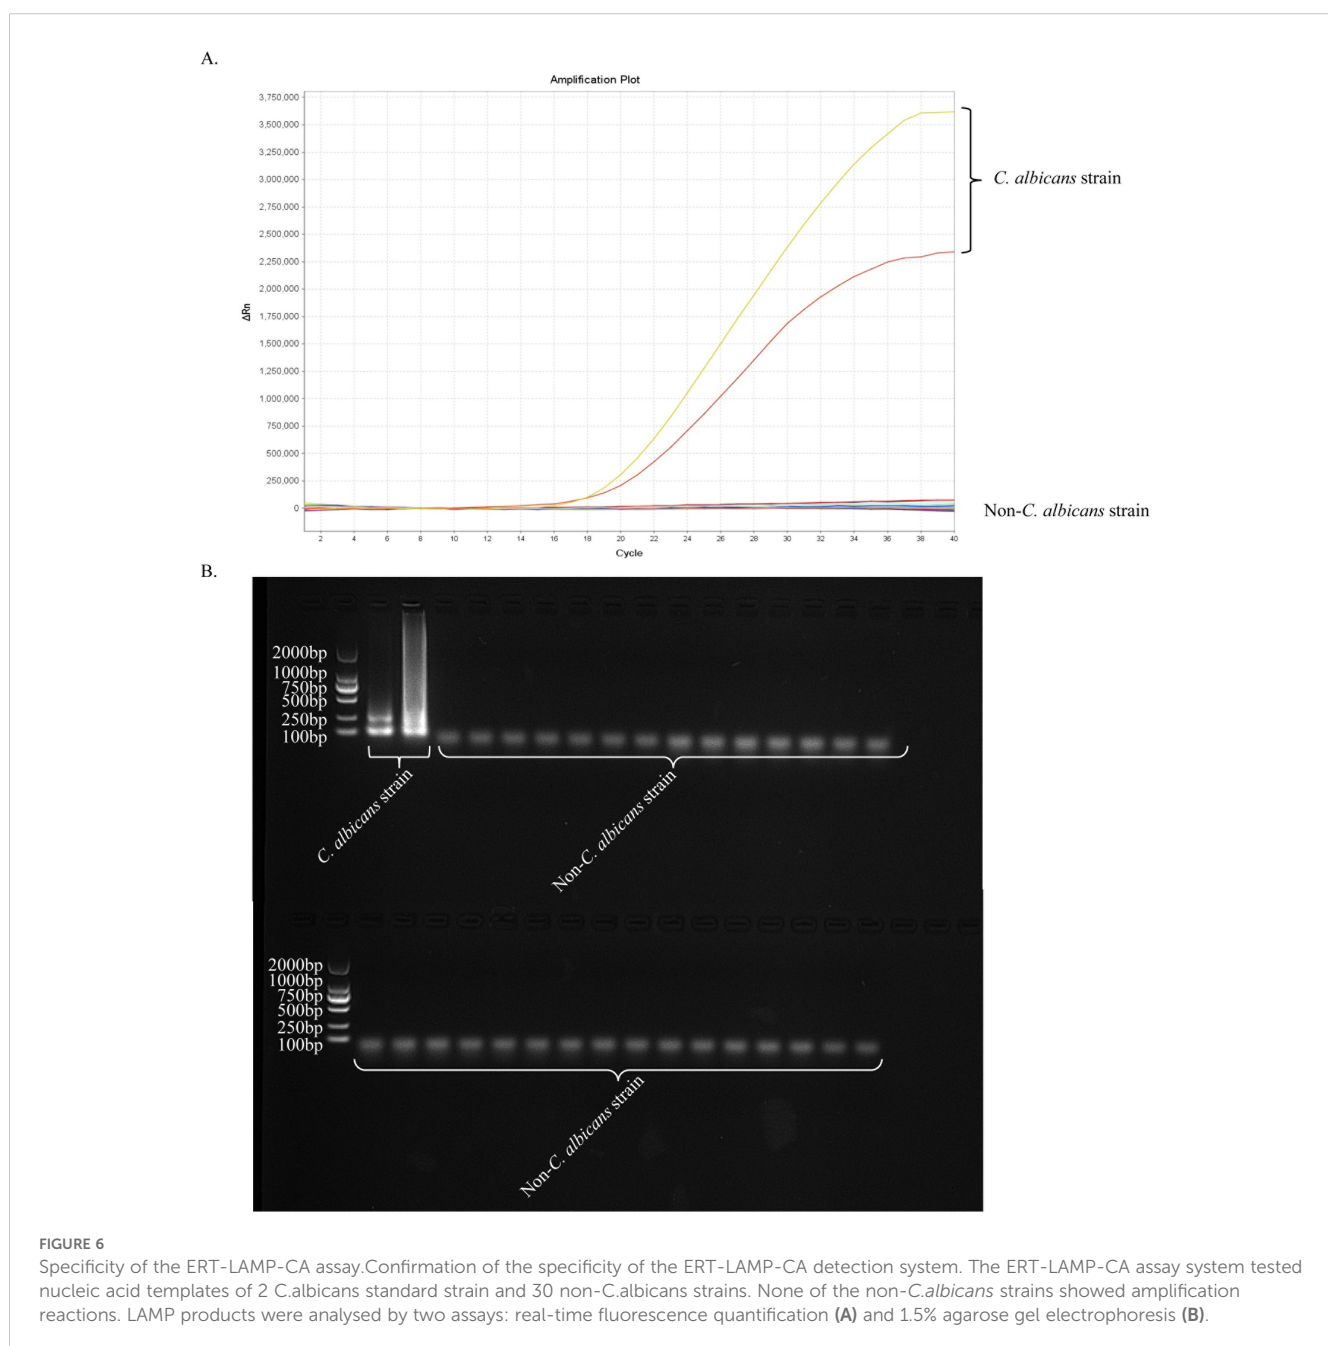 A.
Amplification Plot
3,750,000
3,500,000
3,250,000
3,000,000
2,750,000
2,500,000
2,250,000
2,000,000
1,750,000
1,500,000
1,250,000
1,000,000
750,000
500,000
250,000
0
ΔRn
2 4 6 8 10 12 14 16 18 20 22 24 26 28 30 32 34 36 38 40
Cycle
C. albicans strain
Non-C. albicans strain
B.
2000bp
1000bp
750bp
500bp
250bp
100bp
C. albicans strain
Non-C. albicans strain
2000bp
1000bp
750bp
500bp
250bp
100bp
Non-C. albicans strain
FIGURE 6
Specificity of the ERT-LAMP-CA assay.Confirmation of the specificity of the ERT-LAMP-CA detection system. The ERT-LAMP-CA assay system tested
nucleic acid templates of 2 C.albicans standard strain and 30 non-C.albicans strains. None of the non-C.albicans strains showed amplification
reactions. LAMP products were analysed by two assays: real-time fluorescence quantification (A) and 1.5% agarose gel electrophoresis (B).